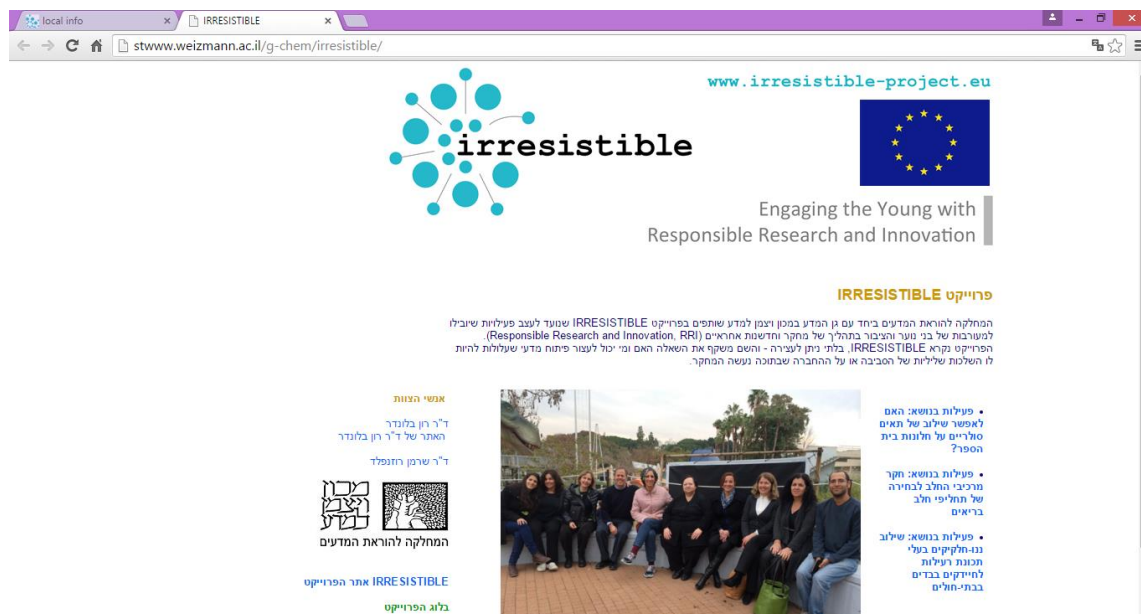 local info
IRRESISTIBLE
stwww.weizmann.ac.il/g-chem/irresistible/
www.irresistible-project.eu
irresistible
Engaging the Young with
Responsible Research and Innovation
פרוייקט IRRESISTIBLE
המחלקה להוראת המדעים ביחד עם גן המדע במכון ויצמן למדע שותפים בפרוייקט IRRESISTIBLE שנועד לעצב פעילויות שיובילו
למעורבות של בני נוער והציבור בתהליך של מחקר וחדשנות אחראיים (Responsible Research and Innovation, RRI).
הפרוייקט נקרא IRRESISTIBLE, בלתי ניתן לעצירה - והשם משקף את השאלה האם ומי יכול לעצור פיתוח מדעי שעלולות להיות
לו השלכות שליליות של הסביבה או על ההחברה שבתוכה נעשה המחקר.
• פעילות בנושא: האם
לאפשר שילוב של תאים
סולריים על חלונות בית
הספר?
• פעילות בנושא: חקר
מרכיבי החלב לבחירה
של תחליפי חלב
בריאים
• פעילות בנושא: שילוב
ננו-חלקיקים בעלי
תכונת רעילות
לחיידקים בבדים
בבתי-חולים
אנשי הצוות
ד"ר רון בלונדר
האתר של ד"ר רון בלונדר
ד"ר שרמן רוזנפלד
מכון
ויצמן
למדע
המחלקה להוראת המדעים
IRRESISTIBLE אתר הפרוייקט
בלוג הפרוייקט